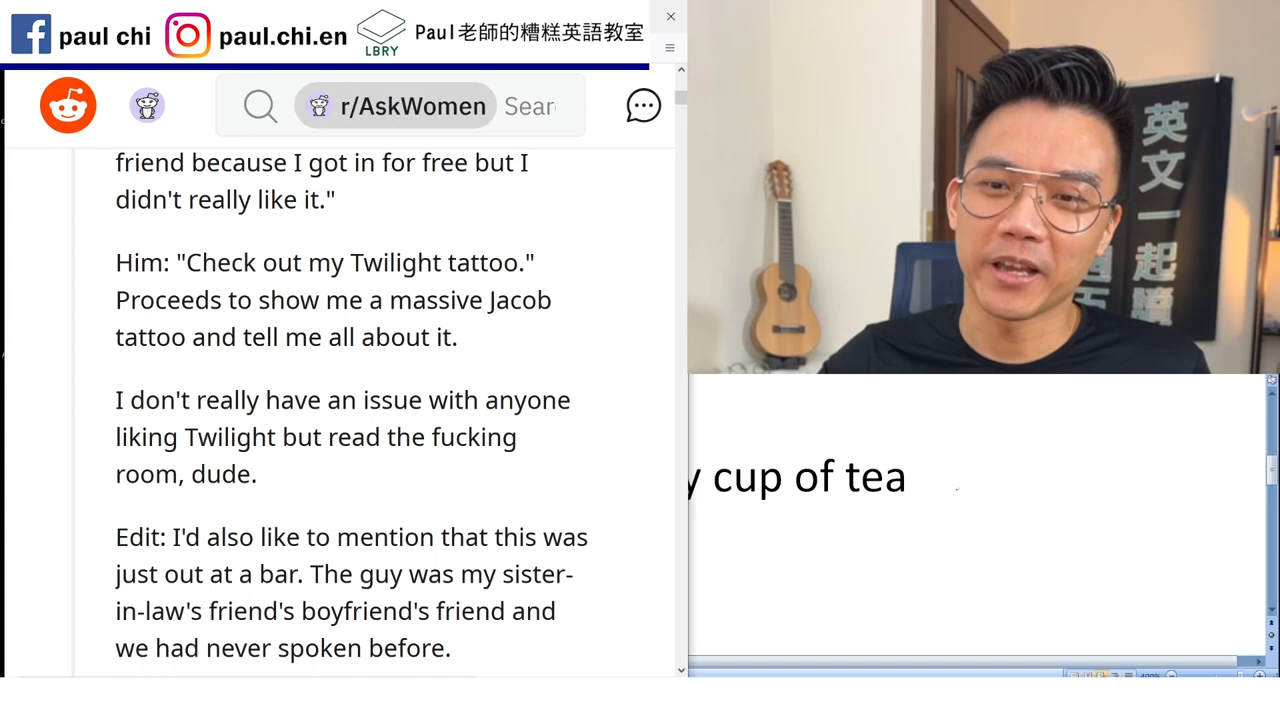 paul chi
paul.chi.en
LBRY
Paul老師的糟糕英語教室
r/AskWomen
Sear
friend because I got in for free but I
didn't really like it."
Him: "Check out my Twilight tattoo."
Proceeds to show me a massive Jacob
tattoo and tell me all about it.
I don't really have an issue with anyone
liking Twilight but read the fucking
room, dude.
Edit: I'd also like to mention that this was
just out at a bar. The guy was my sister-
in-law's friend's boyfriend's friend and
we had never spoken before.
英文一起讀
y cup of tea
400%